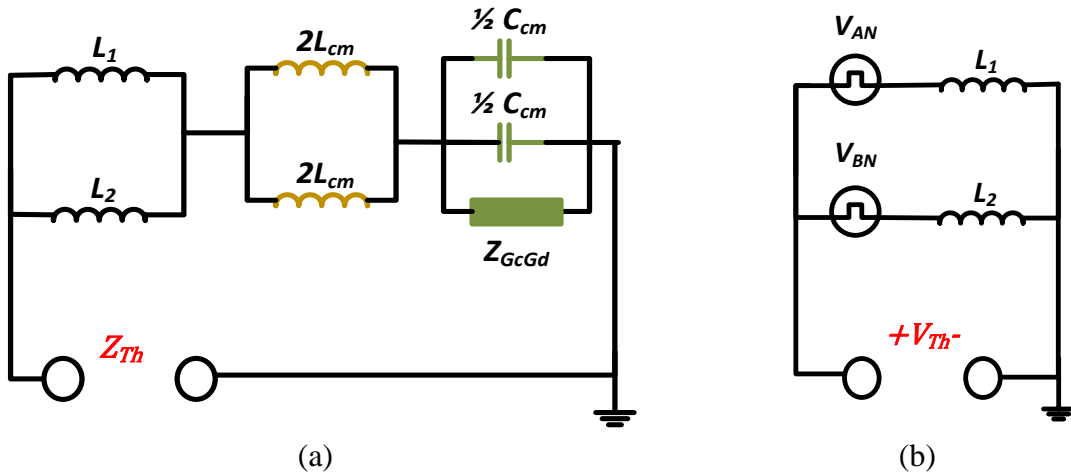 L1
2Lcm
½ Ccm
½ Ccm
2Lcm
L2
ZGcGd
ZTh
(a)
VAN
L1
VBN
L2
+VTh-
(b)